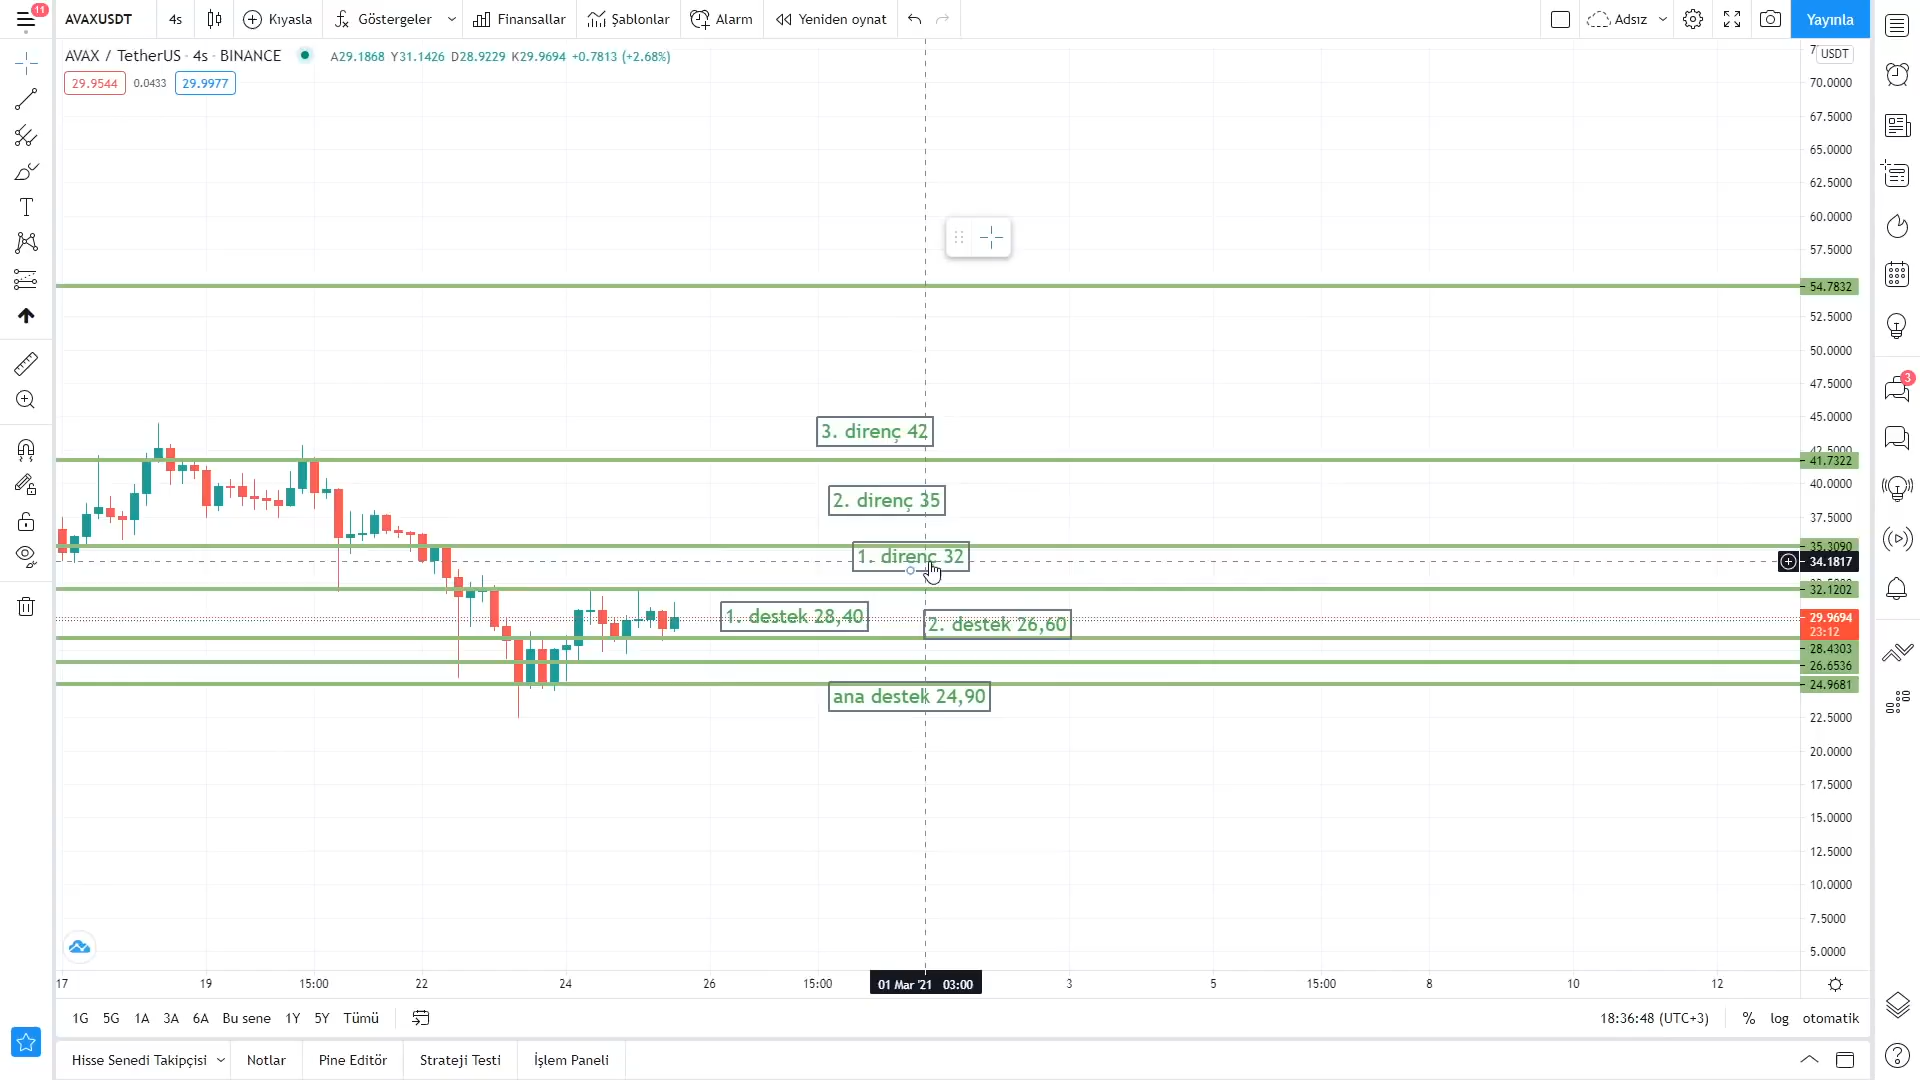 11
AVAXUSDT
4s
Kıyasla
Göstergeler
Finansallar
Şablonlar
Alarm
Yeniden oynat
Adsız
Yayınla
AVAX / TetherUS · 4s · BINANCE
A29.1868 Y31.1426 D28.9229 K29.9694 +0.7813 (+2.68%)
29.9544
0.0433
29.9977
USDT
70.0000
67.5000
65.0000
62.5000
60.0000
57.5000
54.7832
52.5000
50.0000
47.5000
45.0000
41.7322
40.0000
37.5000
35.3090
34.1817
32.1202
29.9694
23:12
28.4303
26.6536
24.9681
22.5000
20.0000
17.5000
15.0000
12.5000
10.0000
7.5000
5.0000
3. direnç 42
2. direnç 35
1. direnç 32
1. destek 28,40
2. destek 26,60
ana destek 24,90
3
17
19
15:00
22
24
26
15:00
01 Mar '21 03:00
3
5
15:00
8
10
12
1G
5G
1A
3A
6A
Bu sene
1Y
5Y
Tümü
18:36:48 (UTC+3)
%
log
otomatik
Hisse Senedi Takipçisi
Notlar
Pine Editör
Strateji Testi
İşlem Paneli